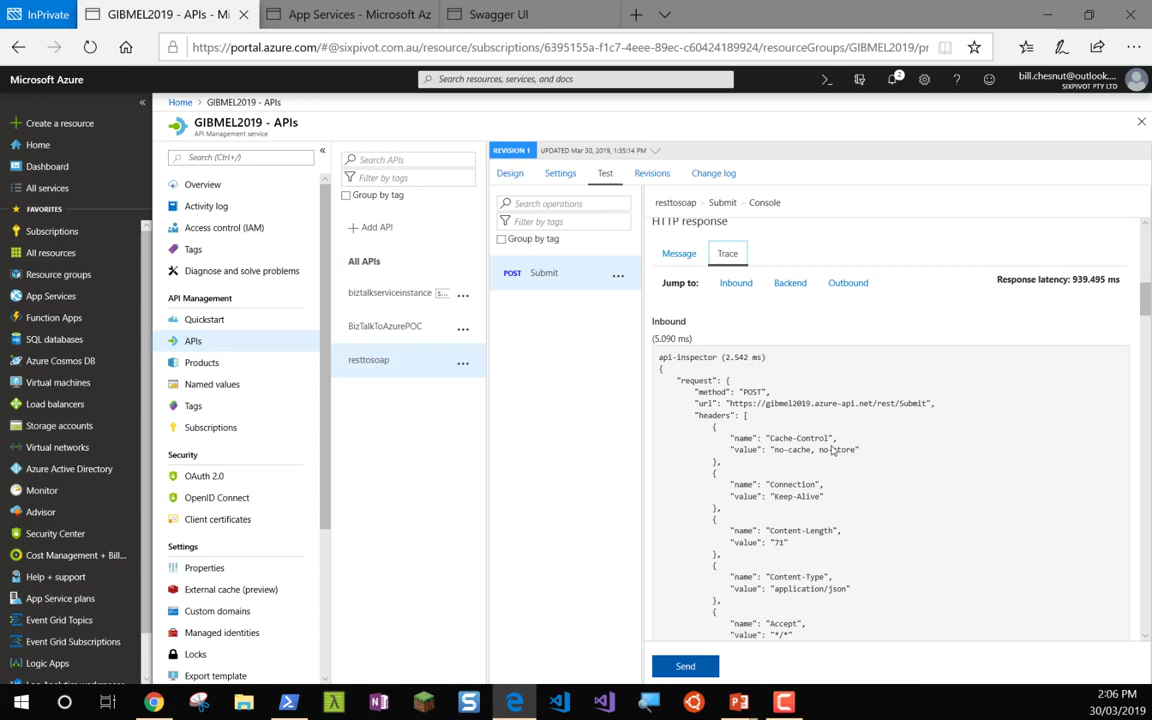 InPrivate
GIBMEL2019 - APIs - Mi
App Services - Microsoft Az
Swagger UI
https://portal.azure.com/#@sixpivot.com.au/resource/subscriptions/6395155a-f1c7-4eee-89ec-c60424189924/resourceGroups/GIBMEL2019/pr
Microsoft Azure
Search resources, services, and docs
2
bill.chesnut@outlook....
SIXPIVOT PTY LTD
Create a resource
Home
Dashboard
All services
FAVORITES
Subscriptions
All resources
Resource groups
App Services
Function Apps
SQL databases
Azure Cosmos DB
Virtual machines
Load balancers
Storage accounts
Virtual networks
Azure Active Directory
Monitor
Advisor
Security Center
Cost Management + Bill...
Help + support
App Service plans
Event Grid Topics
Event Grid Subscriptions
Logic Apps
Home > GIBMEL2019 - APIs
GIBMEL2019 - APIs
API Management service
Search (Ctrl+/)
Overview
Activity log
Access control (IAM)
Tags
Diagnose and solve problems
API Management
Quickstart
APIs
Products
Named values
Tags
Subscriptions
Security
OAuth 2.0
OpenID Connect
Client certificates
Settings
Properties
External cache (preview)
Custom domains
Managed identities
Locks
Export template
Search APIs
Filter by tags
Group by tag
Add API
All APIs
biztalkserviceinstance s...
BizTalkToAzurePOC
resttosoap
REVISION 1 UPDATED Mar 30, 2019, 1:35:14 PM
Design Settings Test Revisions Change log
Search operations
Filter by tags
Group by tag
POST Submit
resttosoap > Submit > Console
HTTP response
Message Trace
Jump to: Inbound Backend Outbound
Response latency: 939.495 ms
Inbound
(5.090 ms)
api-inspector (2.542 ms)
{
"request": {
"method": "POST",
"url": "https://gibmel2019.azure-api.net/rest/Submit",
"headers": [
{
"name": "Cache-Control",
"value": "no-cache, no-store"
},
{
"name": "Connection",
"value": "Keep-Alive"
},
{
"name": "Content-Length",
"value": "71"
},
{
"name": "Content-Type",
"value": "application/json"
},
{
"name": "Accept",
"value": "*/*"
Send
2:06 PM
30/03/2019